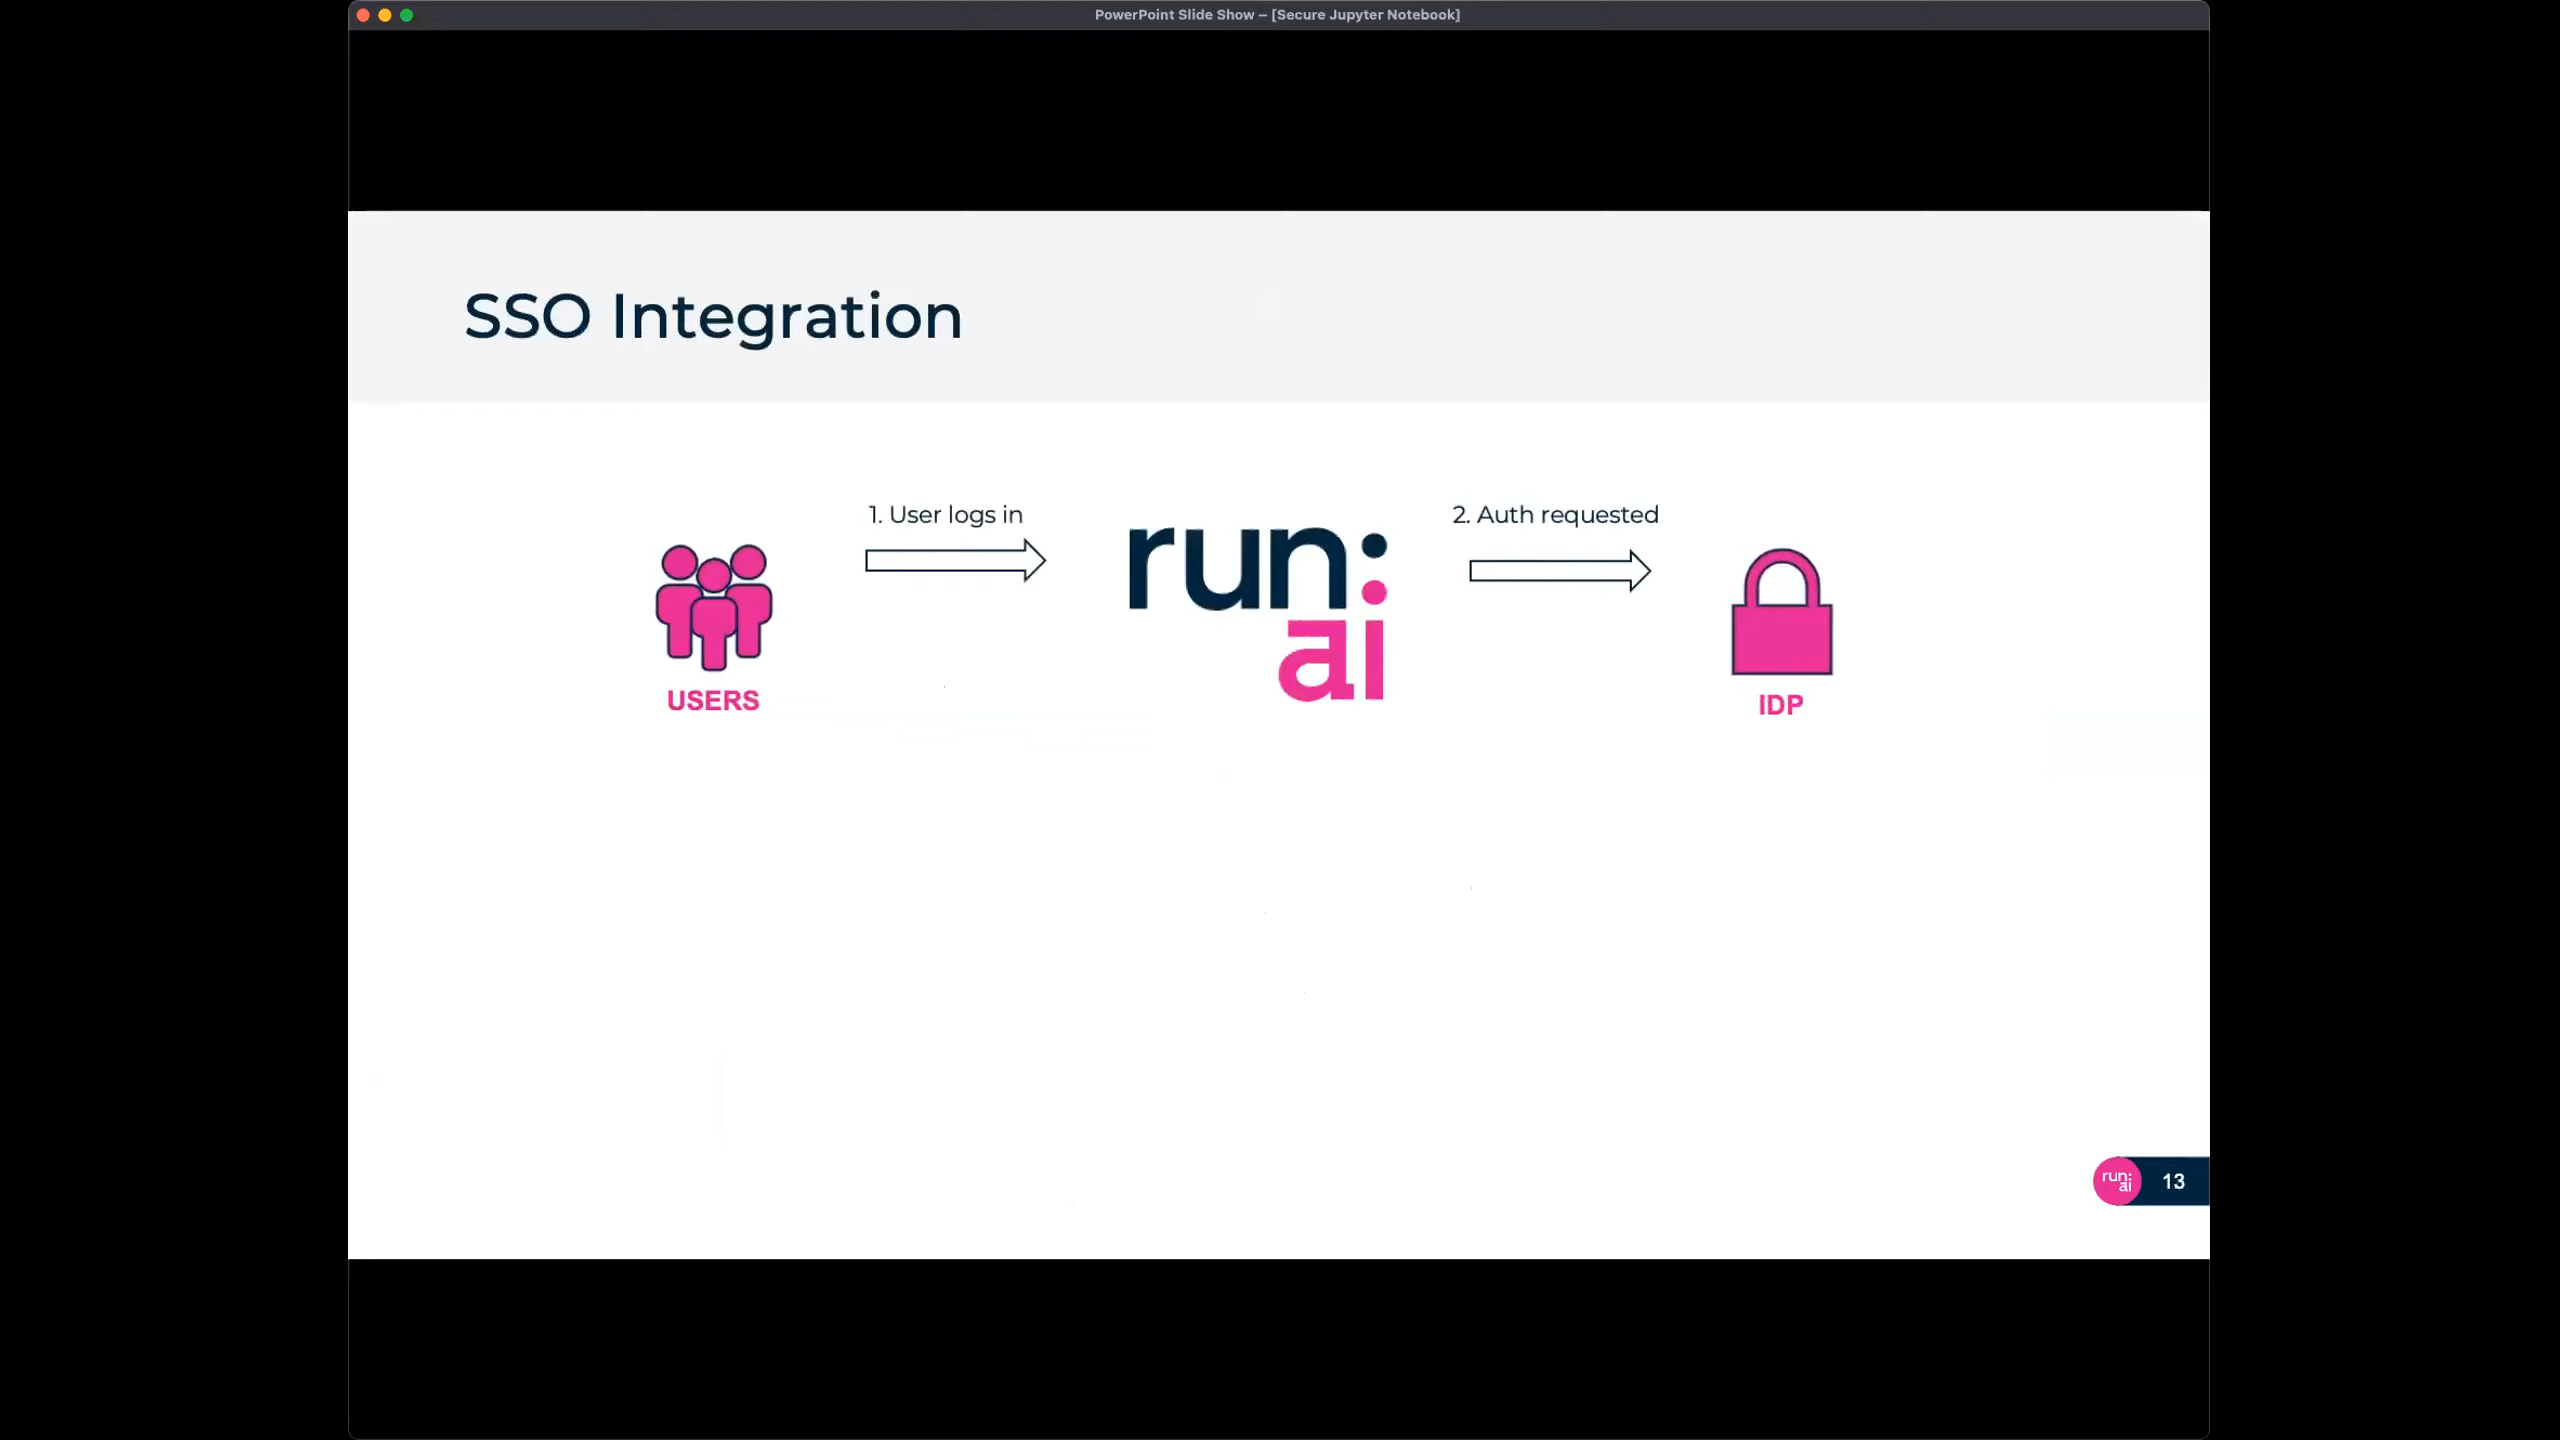 PowerPoint Slide Show – [Secure Jupyter Notebook]
SSO Integration
1. User logs in
2. Auth requested
run:
ai
USERS
IDP
run:
ai
13